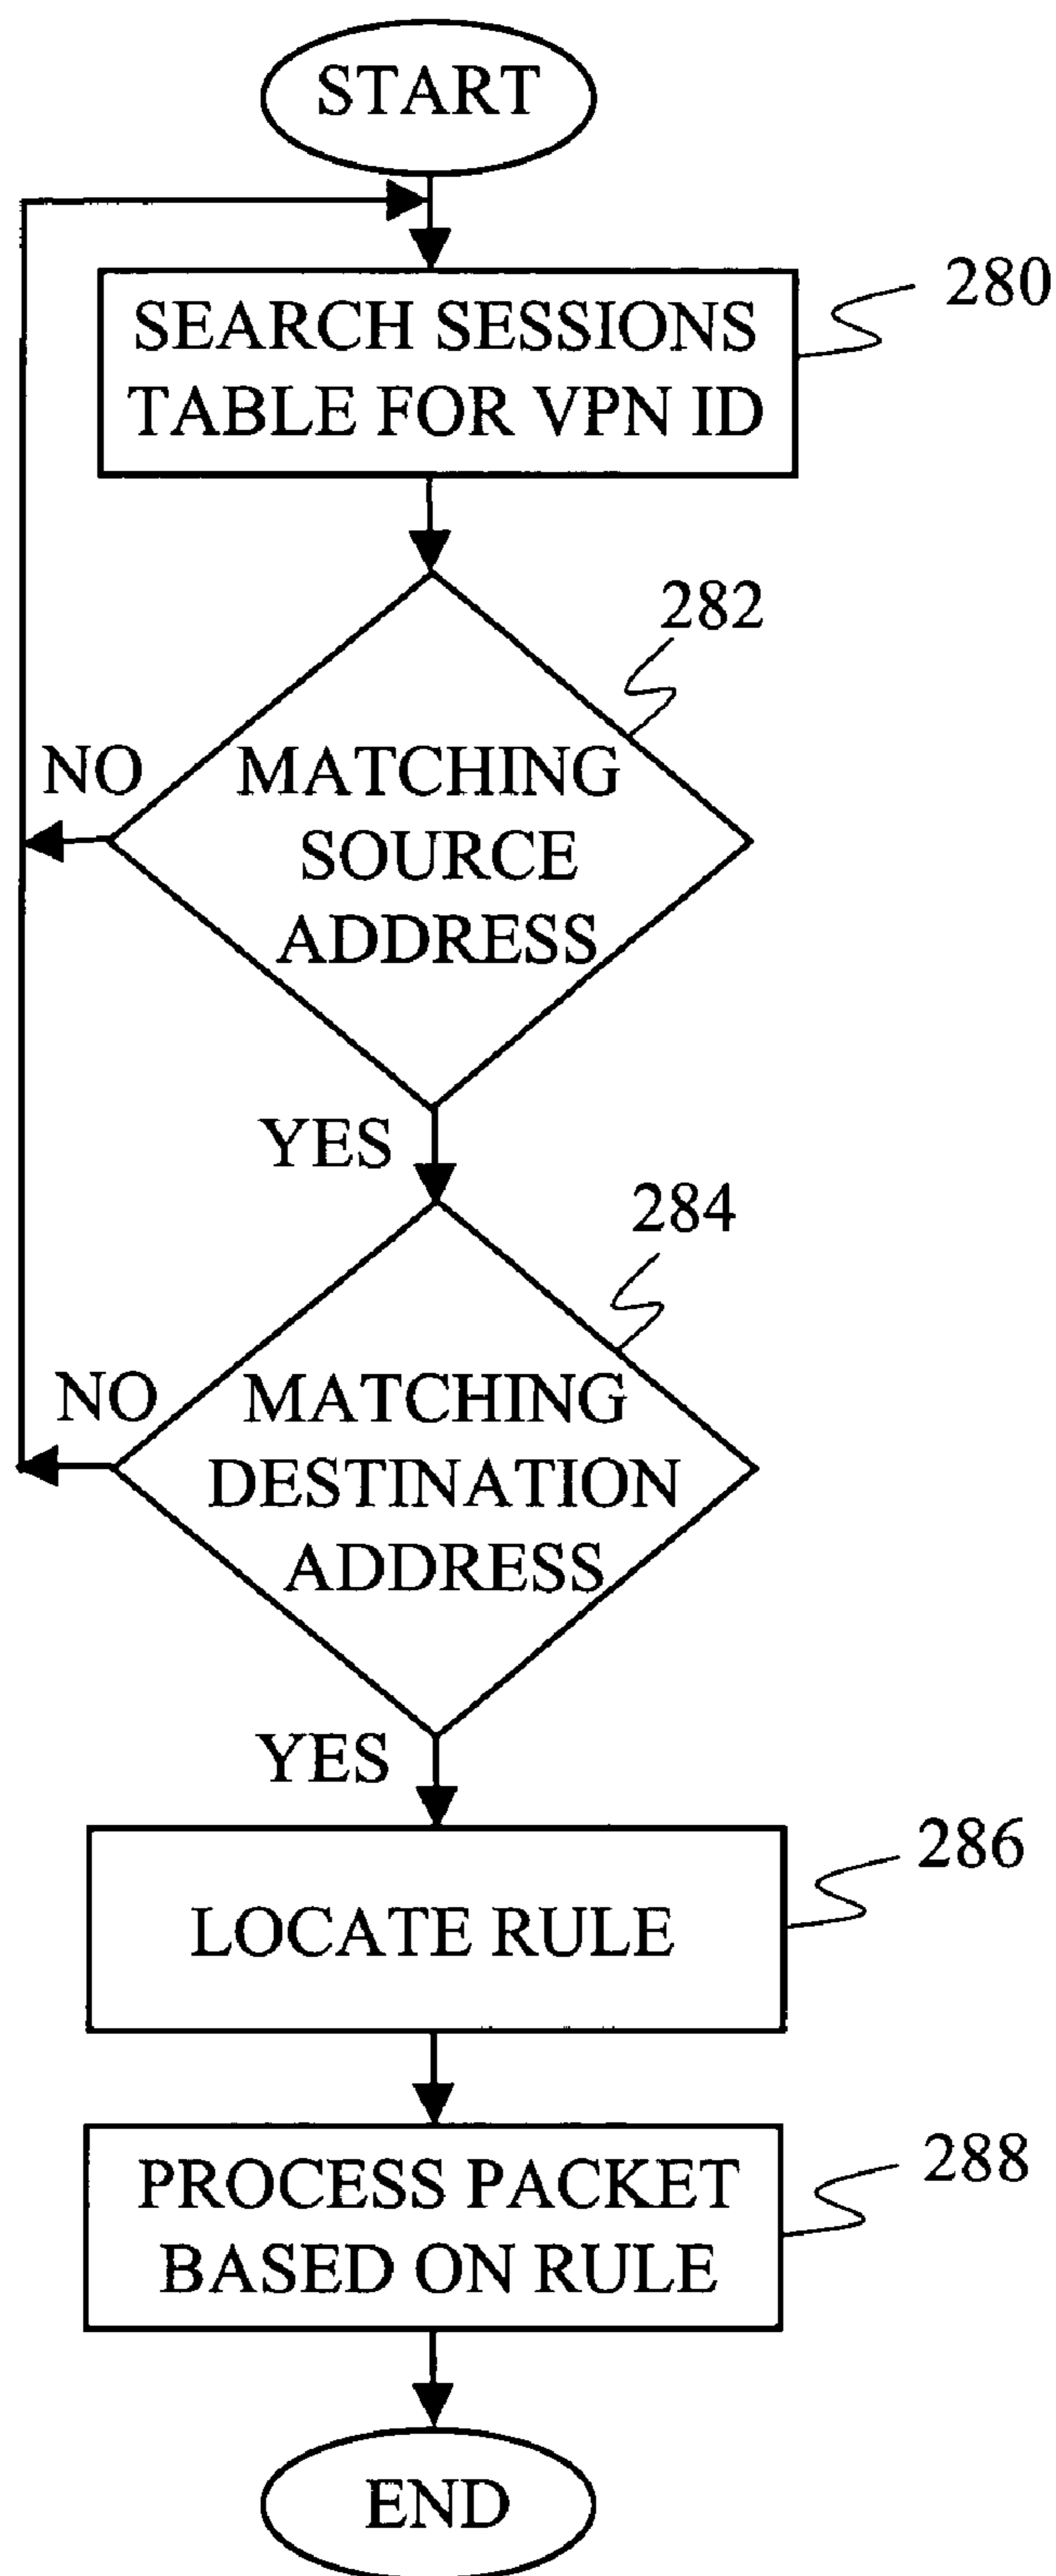 START
280
SEARCH SESSIONS
TABLE FOR VPN ID
282
NO
MATCHING
SOURCE
ADDRESS
YES
284
NO
MATCHING
DESTINATION
ADDRESS
YES
286
LOCATE RULE
288
PROCESS PACKET
BASED ON RULE
END